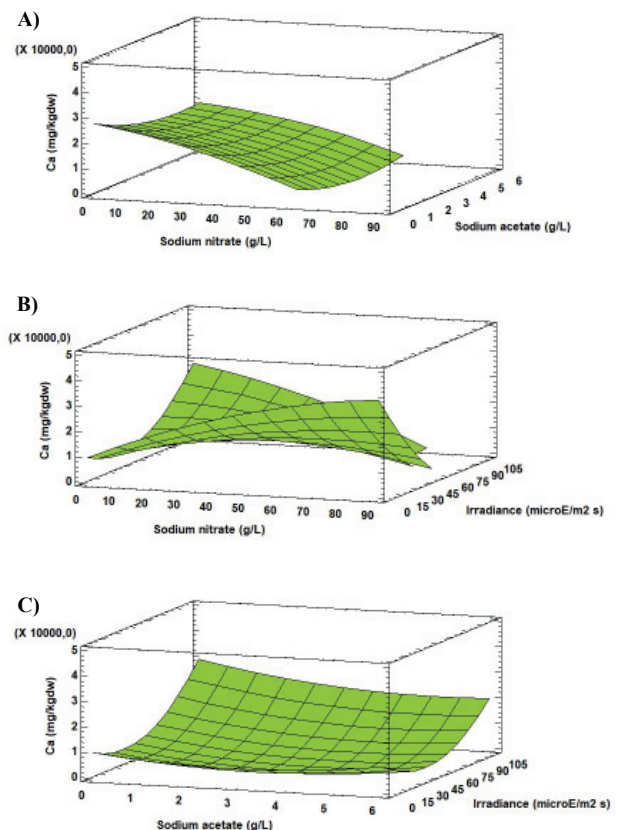 A)
(X 10000,0)
5
4
3
2
1
0
Ca (mg/kgdw)
0 10 20 30 40 50 60 70 80 90
Sodium nitrate (g/L)
0 1 2 3 4 5 6
Sodium acetate (g/L)
B)
(X 10000,0)
5
4
3
2
1
0
Ca (mg/kgdw)
0 10 20 30 40 50 60 70 80 90
Sodium nitrate (g/L)
0 15 30 45 60 75 90 105
Irradiance (microE/m2 s)
C)
(X 10000,0)
5
4
3
2
1
0
Ca (mg/kgdw)
0 1 2 3 4 5 6
Sodium acetate (g/L)
0 15 30 45 60 75 90 105
Irradiance (microE/m2 s)